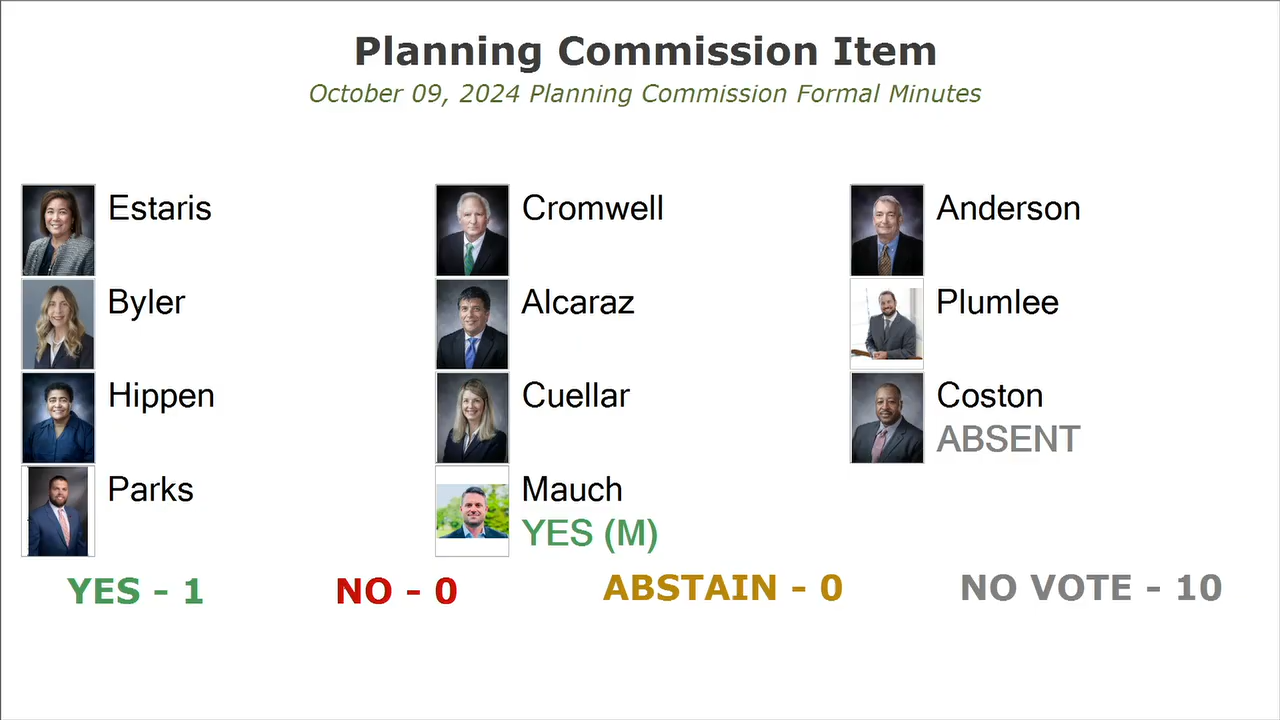 Planning Commission Item
October 09, 2024 Planning Commission Formal Minutes
Estaris
Cromwell
Anderson
Byler
Alcaraz
Plumlee
Hippen
Cuellar
Coston
ABSENT
Parks
Mauch
YES (M)
YES - 1
NO - 0
ABSTAIN - 0
NO VOTE - 10